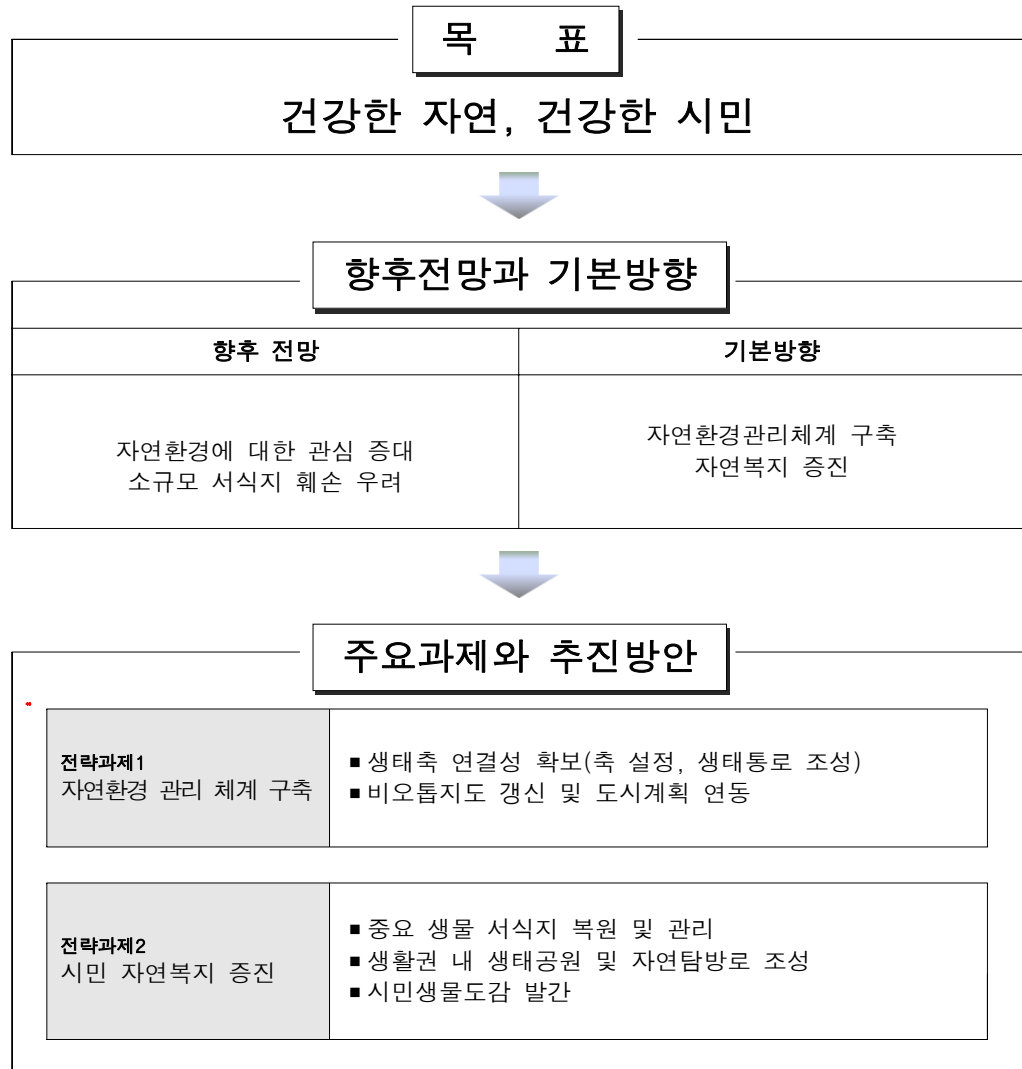 목 표
건강한 자연, 건강한 시민
향후전망과 기본방향
향후 전망
기본방향
자연환경에 대한 관심 증대
소규모 서식지 훼손 우려
자연환경관리체계 구축
자연복지 증진
주요과제와 추진방안
전략과제1
자연환경 관리 체계 구축
▪생태축 연결성 확보(축 설정, 생태통로 조성)
▪비오톱지도 갱신 및 도시계획 연동
전략과제2
시민 자연복지 증진
▪중요 생물 서식지 복원 및 관리
▪생활권 내 생태공원 및 자연탐방로 조성
▪시민생물도감 발간